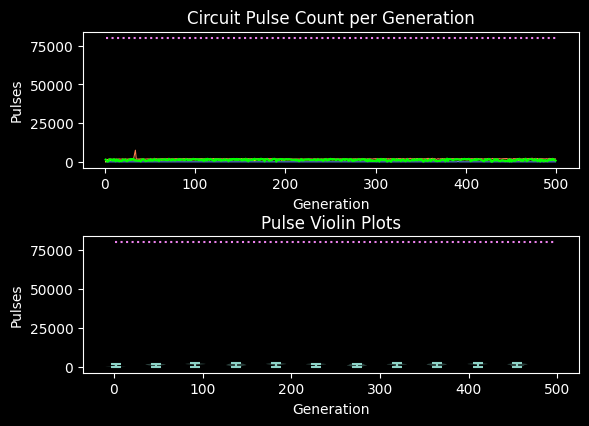 Circuit Pulse Count per Generation
75000
50000
25000
0
Pulses
0 100 200 300 400 500
Generation
Pulse Violin Plots
75000
50000
25000
0
Pulses
0 100 200 300 400 500
Generation